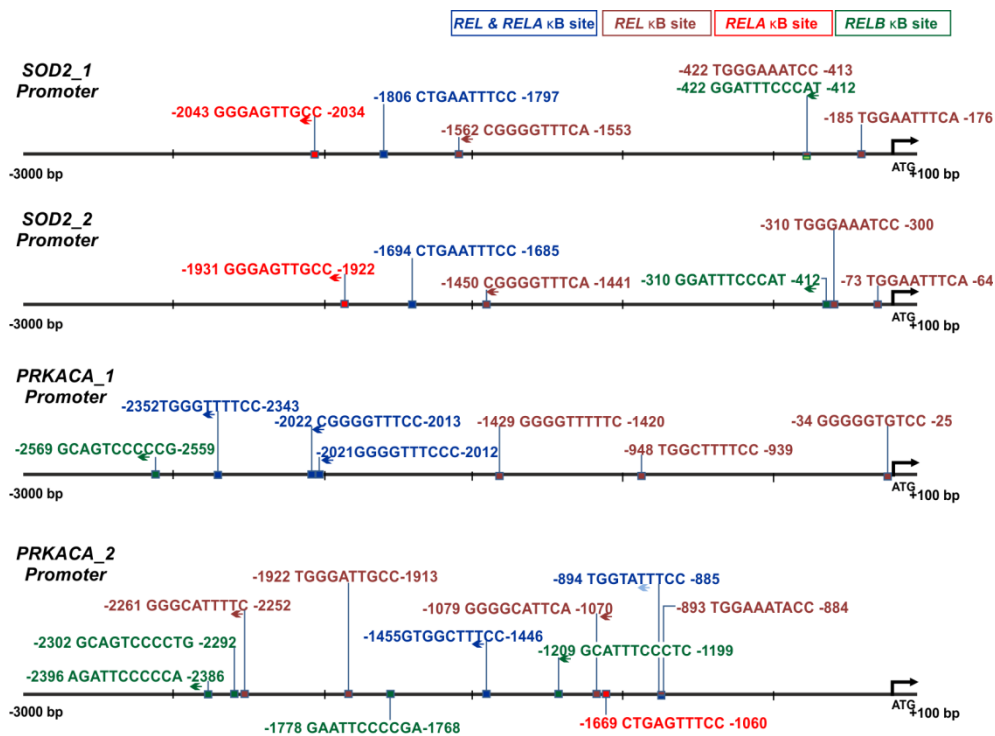 REL & RELA κB site REL κB site RELA κB site RELB κB site
SOD2_1
Promoter
-422 TGGGAAATCC -413
-422 GGATTTCCCAT -412
-2043 GGGAGTTGCC -2034
-1806 CTGAATTTCC -1797
-1562 CGGGGTTTCA -1553
-185 TGGAATTTCA -176
-3000 bp
ATG
+100 bp
SOD2_2
Promoter
-310 TGGGAAATCC -300
-1694 CTGAATTTCC -1685
-1931 GGGAGTTGCC -1922
-1450 CGGGGTTTCA -1441
-310 GGATTTCCCAT -412
-73 TGGAATTTCA -64
-3000 bp
ATG
+100 bp
PRKACA_1
Promoter
-2352TGGGTTTTCC-2343
-2022 CGGGGTTTCC-2013
-1429 GGGGTTTTTC -1420
-34 GGGGGTGTCC -25
-2569 GCAGTCCCCCG-2559
-2021GGGGTTTCCC-2012
-948 TGGCTTTTCC -939
-3000 bp
ATG
+100 bp
PRKACA_2
Promoter
-1922 TGGGATTGCC-1913
-894 TGGTATTTCC -885
-2261 GGGCATTTTC -2252
-1079 GGGGCATTCA -1070
-893 TGGAAATACC -884
-2302 GCAGTCCCCTG -2292
-1455GTGGCTTTCC-1446
-1209 GCATTTCCCTC -1199
-2396 AGATTCCCCCA -2386
-3000 bp
ATG
+100 bp
-1778 GAATTCCCCGA-1768
-1669 CTGAGTTTCC -1060